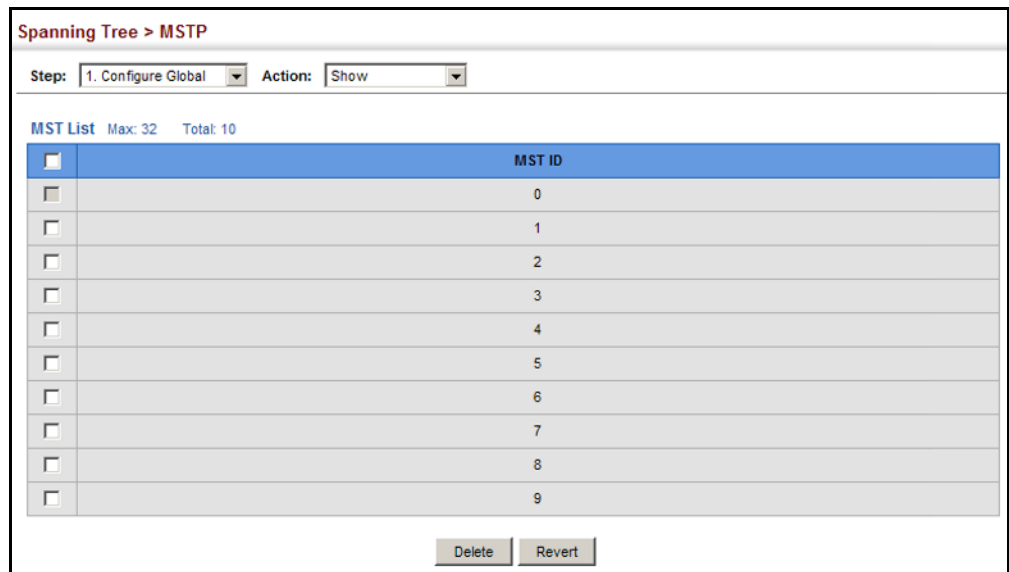 Spanning Tree > MSTP
Step: 1. Configure Global Action: Show
MST List Max: 32 Total: 10
MST ID
0
1
2
3
4
5
6
7
8
9
Delete Revert